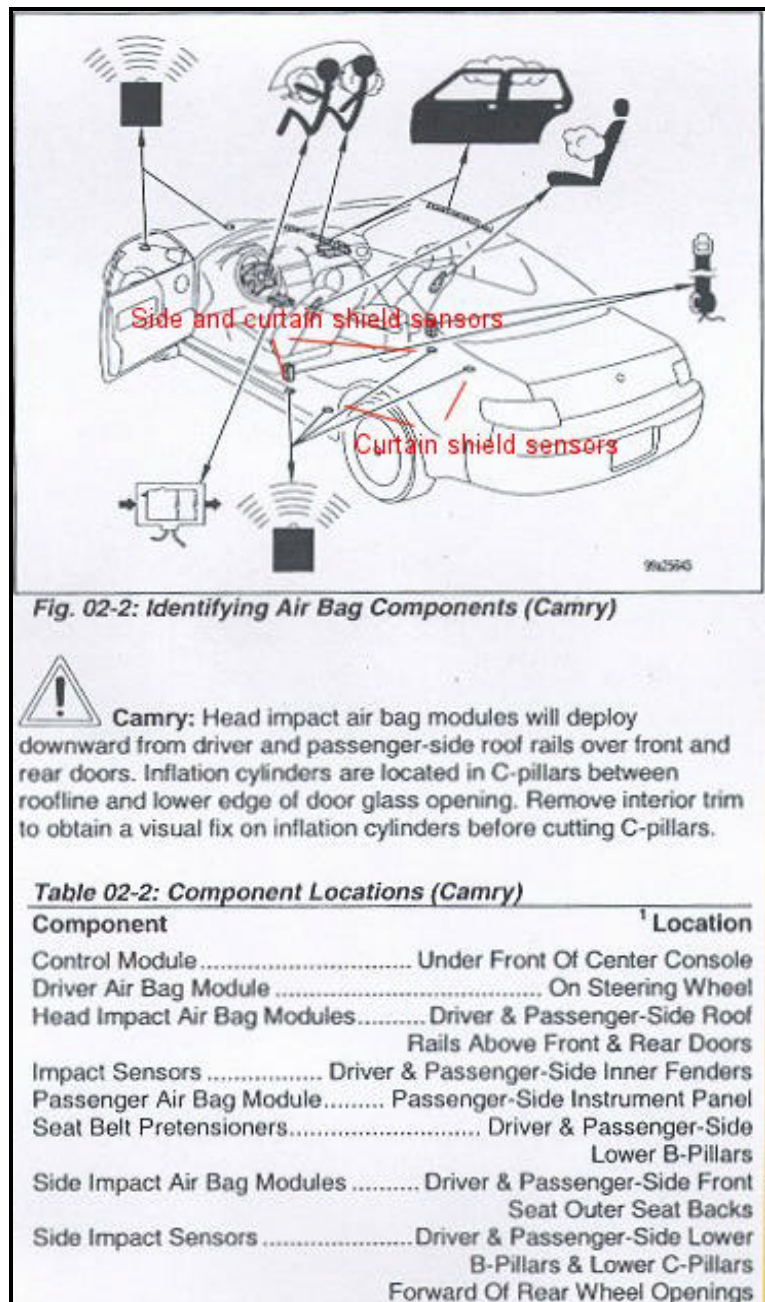 Side and curtain shield sensors
Curtain shield sensors
99a25645
Fig. 02-2: Identifying Air Bag Components (Camry)
Camry: Head impact air bag modules will deploy
downward from driver and passenger-side roof rails over front and
rear doors. Inflation cylinders are located in C-pillars between
roofline and lower edge of door glass opening. Remove interior trim
to obtain a visual fix on inflation cylinders before cutting C-pillars.
Table 02-2: Component Locations (Camry)
Component 1 Location
Control Module Under Front Of Center Console
Driver Air Bag Module On Steering Wheel
Head Impact Air Bag Modules Driver & Passenger-Side Roof
Rails Above Front & Rear Doors
Impact Sensors Driver & Passenger-Side Inner Fenders
Passenger Air Bag Module Passenger-Side Instrument Panel
Seat Belt Pretensioners Driver & Passenger-Side
Lower B-Pillars
Side Impact Air Bag Modules Driver & Passenger-Side Front
Seat Outer Seat Backs
Side Impact Sensors Driver & Passenger-Side Lower
B-Pillars & Lower C-Pillars
Forward Of Rear Wheel Openings